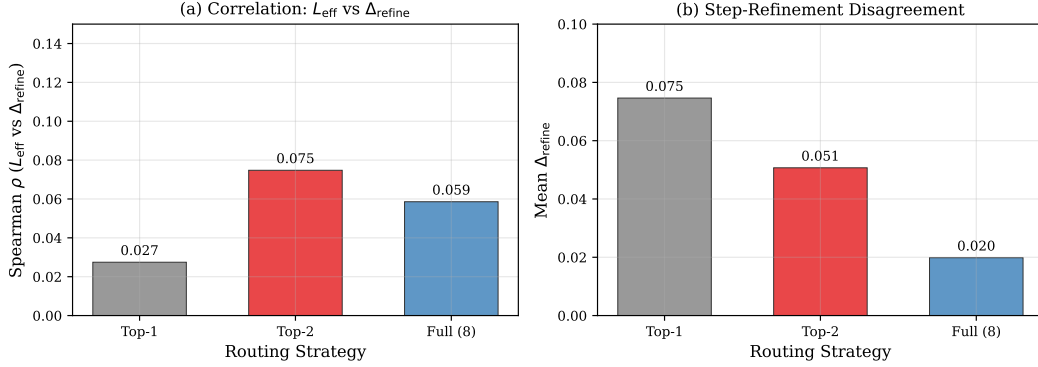 (a) Correlation: L_eff vs Δ_refine
Spearman ρ (L_eff vs Δ_refine)
0.14
0.12
0.10
0.08
0.06
0.04
0.02
0.00
0.027
0.075
0.059
Top-1
Top-2
Full (8)
Routing Strategy
(b) Step-Refinement Disagreement
Mean Δ_refine
0.10
0.08
0.06
0.04
0.02
0.00
0.075
0.051
0.020
Top-1
Top-2
Full (8)
Routing Strategy